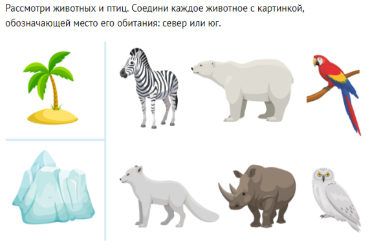 Рассмотри животных и птиц. Соедини каждое животное с картинкой,
обозначающей место его обитания: север или юг.